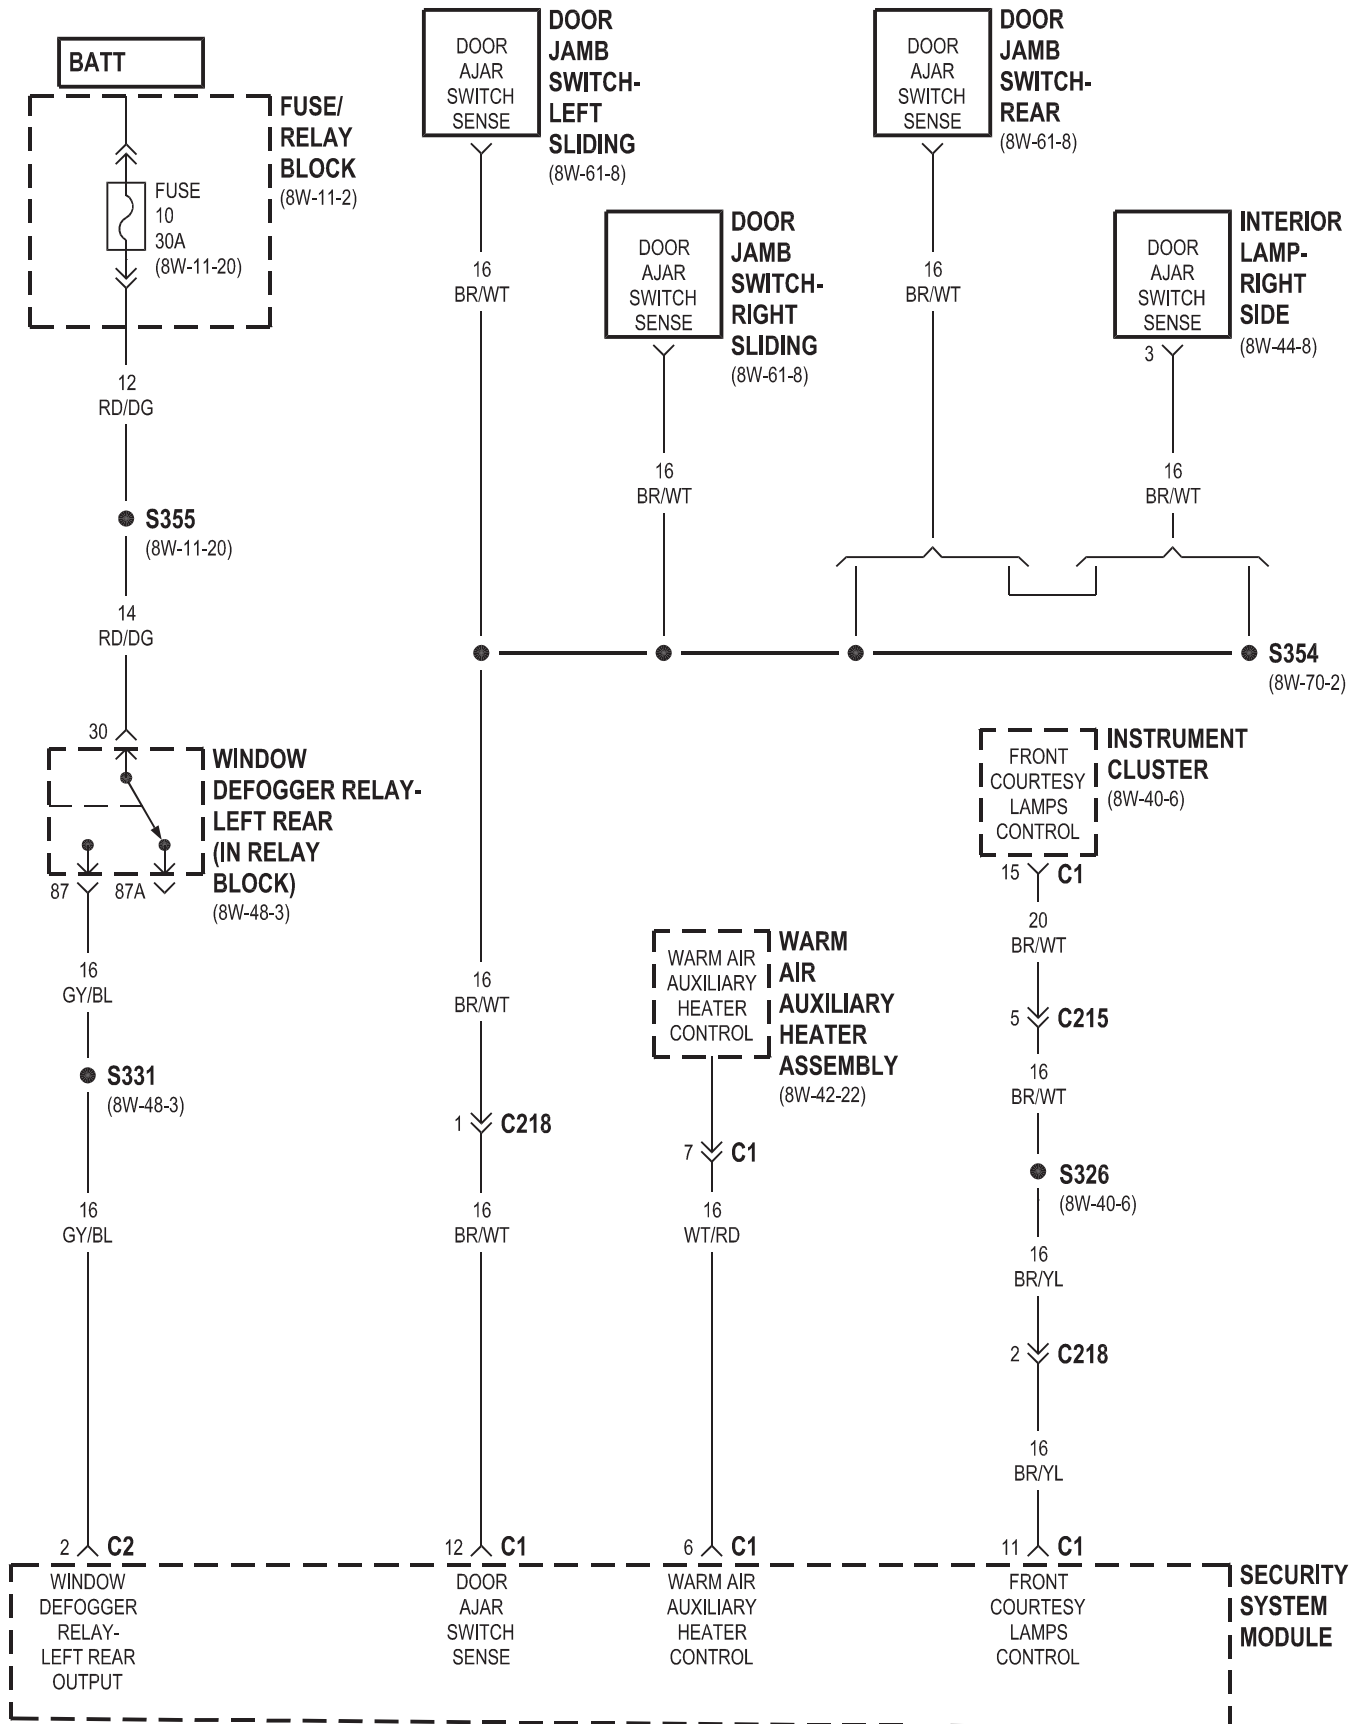 BATT
FUSE/
RELAY
BLOCK
(8W-11-2)
FUSE
10
30A
(8W-11-20)
12
RD/DG
S355
(8W-11-20)
14
RD/DG
30
WINDOW
DEFOGGER RELAY-
LEFT REAR
(IN RELAY
BLOCK)
(8W-48-3)
87
87A
16
GY/BL
S331
(8W-48-3)
16
GY/BL
2
C2
DOOR
AJAR
SWITCH
SENSE
DOOR
JAMB
SWITCH-
LEFT
SLIDING
(8W-61-8)
16
BR/WT
DOOR
AJAR
SWITCH
SENSE
DOOR
JAMB
SWITCH-
RIGHT
SLIDING
(8W-61-8)
16
BR/WT
DOOR
AJAR
SWITCH
SENSE
DOOR
JAMB
SWITCH-
REAR
(8W-61-8)
16
BR/WT
DOOR
AJAR
SWITCH
SENSE
INTERIOR
LAMP-
RIGHT
SIDE
(8W-44-8)
3
16
BR/WT
S354
(8W-70-2)
16
BR/WT
1
C218
16
BR/WT
12
C1
WARM AIR
AUXILIARY
HEATER
CONTROL
WARM
AIR
AUXILIARY
HEATER
ASSEMBLY
(8W-42-22)
7
C1
16
WT/RD
6
C1
FRONT
COURTESY
LAMPS
CONTROL
INSTRUMENT
CLUSTER
(8W-40-6)
15
C1
20
BR/WT
5
C215
16
BR/WT
S326
(8W-40-6)
16
BR/YL
2
C218
16
BR/YL
11
C1
WINDOW
DEFOGGER
RELAY-
LEFT REAR
OUTPUT
DOOR
AJAR
SWITCH
SENSE
WARM AIR
AUXILIARY
HEATER
CONTROL
FRONT
COURTESY
LAMPS
CONTROL
SECURITY
SYSTEM
MODULE